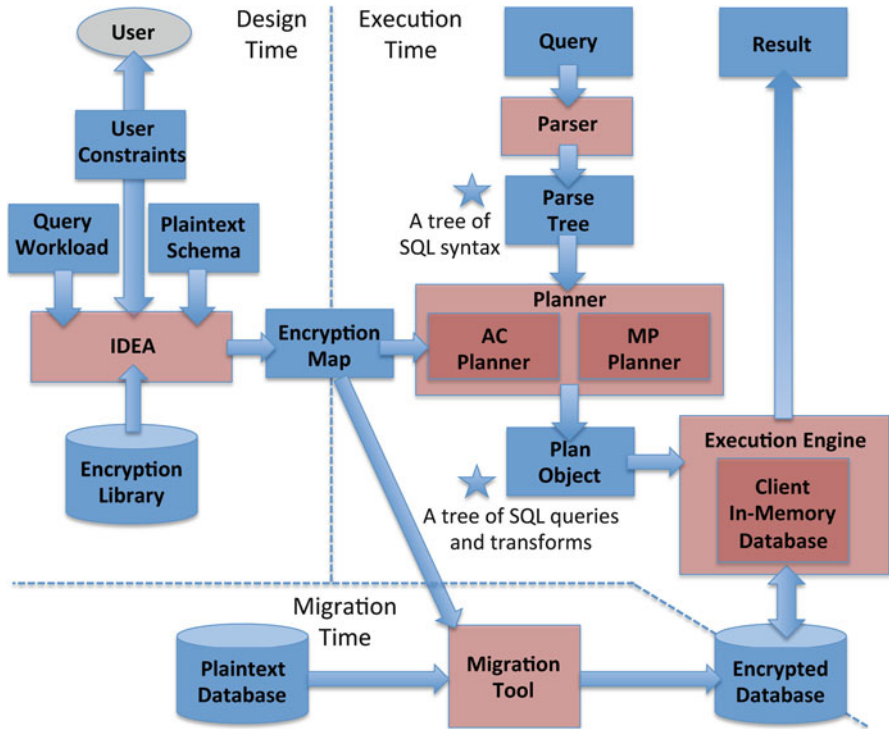 User
Design
Time
Execution
Time
Query
Result
Parser
User
Constraints
Parse
Tree
A tree of
SQL syntax
Query
Workload
Plaintext
Schema
Planner
IDEA
Encryption
Map
AC
Planner
MP
Planner
Encryption
Library
Plan
Object
Execution Engine
Client
In-Memory
Database
A tree of SQL queries
and transforms
Migration
Time
Plaintext
Database
Migration
Tool
Encrypted
Database